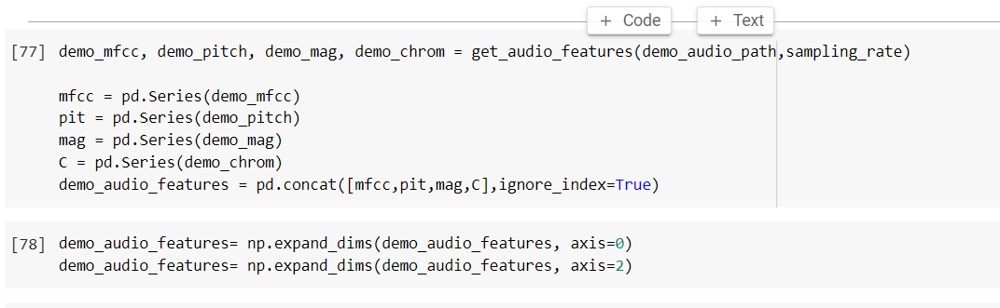 + Code + Text
[77] demo_mfcc, demo_pitch, demo_mag, demo_chrom = get_audio_features(demo_audio_path,sampling_rate)
mfcc = pd.Series(demo_mfcc)
pit = pd.Series(demo_pitch)
mag = pd.Series(demo_mag)
C = pd.Series(demo_chrom)
demo_audio_features = pd.concat([mfcc,pit,mag,C],ignore_index=True)
[78] demo_audio_features= np.expand_dims(demo_audio_features, axis=0)
demo_audio_features= np.expand_dims(demo_audio_features, axis=2)